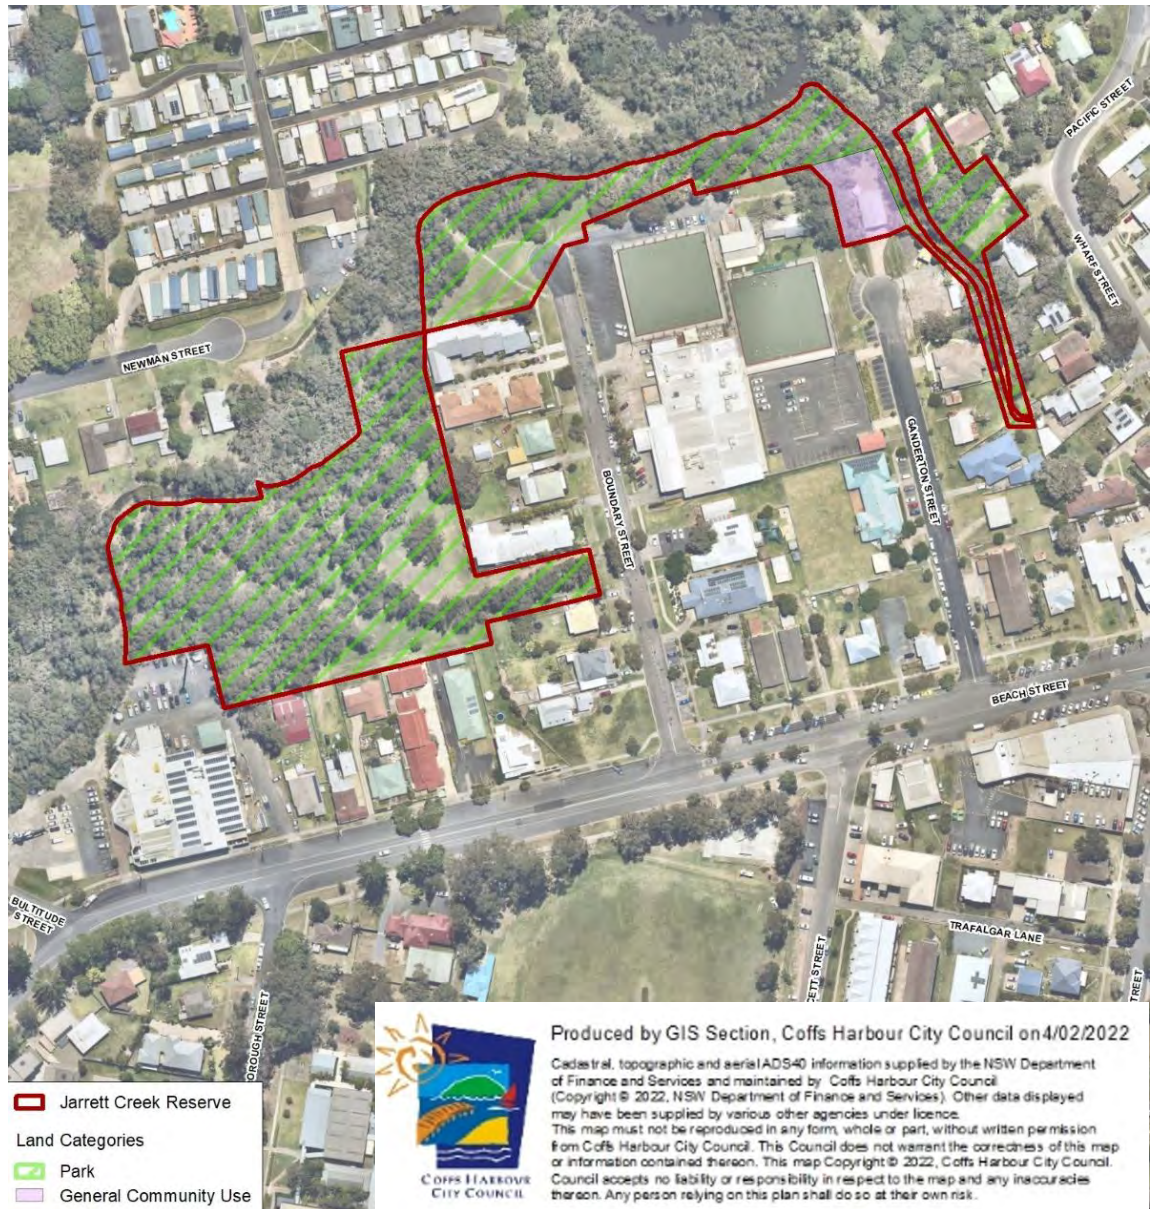 PACIFIC STREET
WHARF STREET
NEWMAN STREET
BOUNDARY STREET
GANDERTON STREET
BEACH STREET
BULTITUDE
STREET
TRAFALGAR LANE
CETT STREET
STREET
OROUGH STREET
Jarrett Creek Reserve
Land Categories
Park
General Community Use
COFFS HARBOUR
CITY COUNCIL
Produced by GIS Section, Coffs Harbour City Council on 4/02/2022
Cadastral, topographic and aerial ADS40 information supplied by the NSW Department
of Finance and Services and maintained by Coffs Harbour City Council
(Copyright © 2022, NSW Department of Finance and Services). Other data displayed
may have been supplied by various other agencies under licence.
This map must not be reproduced in any form, whole or part, without written permission
from Coffs Harbour City Council. This Council does not warrant the correctness of this map
or information contained thereon. This map Copyright © 2022, Coffs Harbour City Council.
Council accepts no liability or responsibility in respect to the map and any inaccuracies
thereon. Any person relying on this plan shall do so at their own risk.